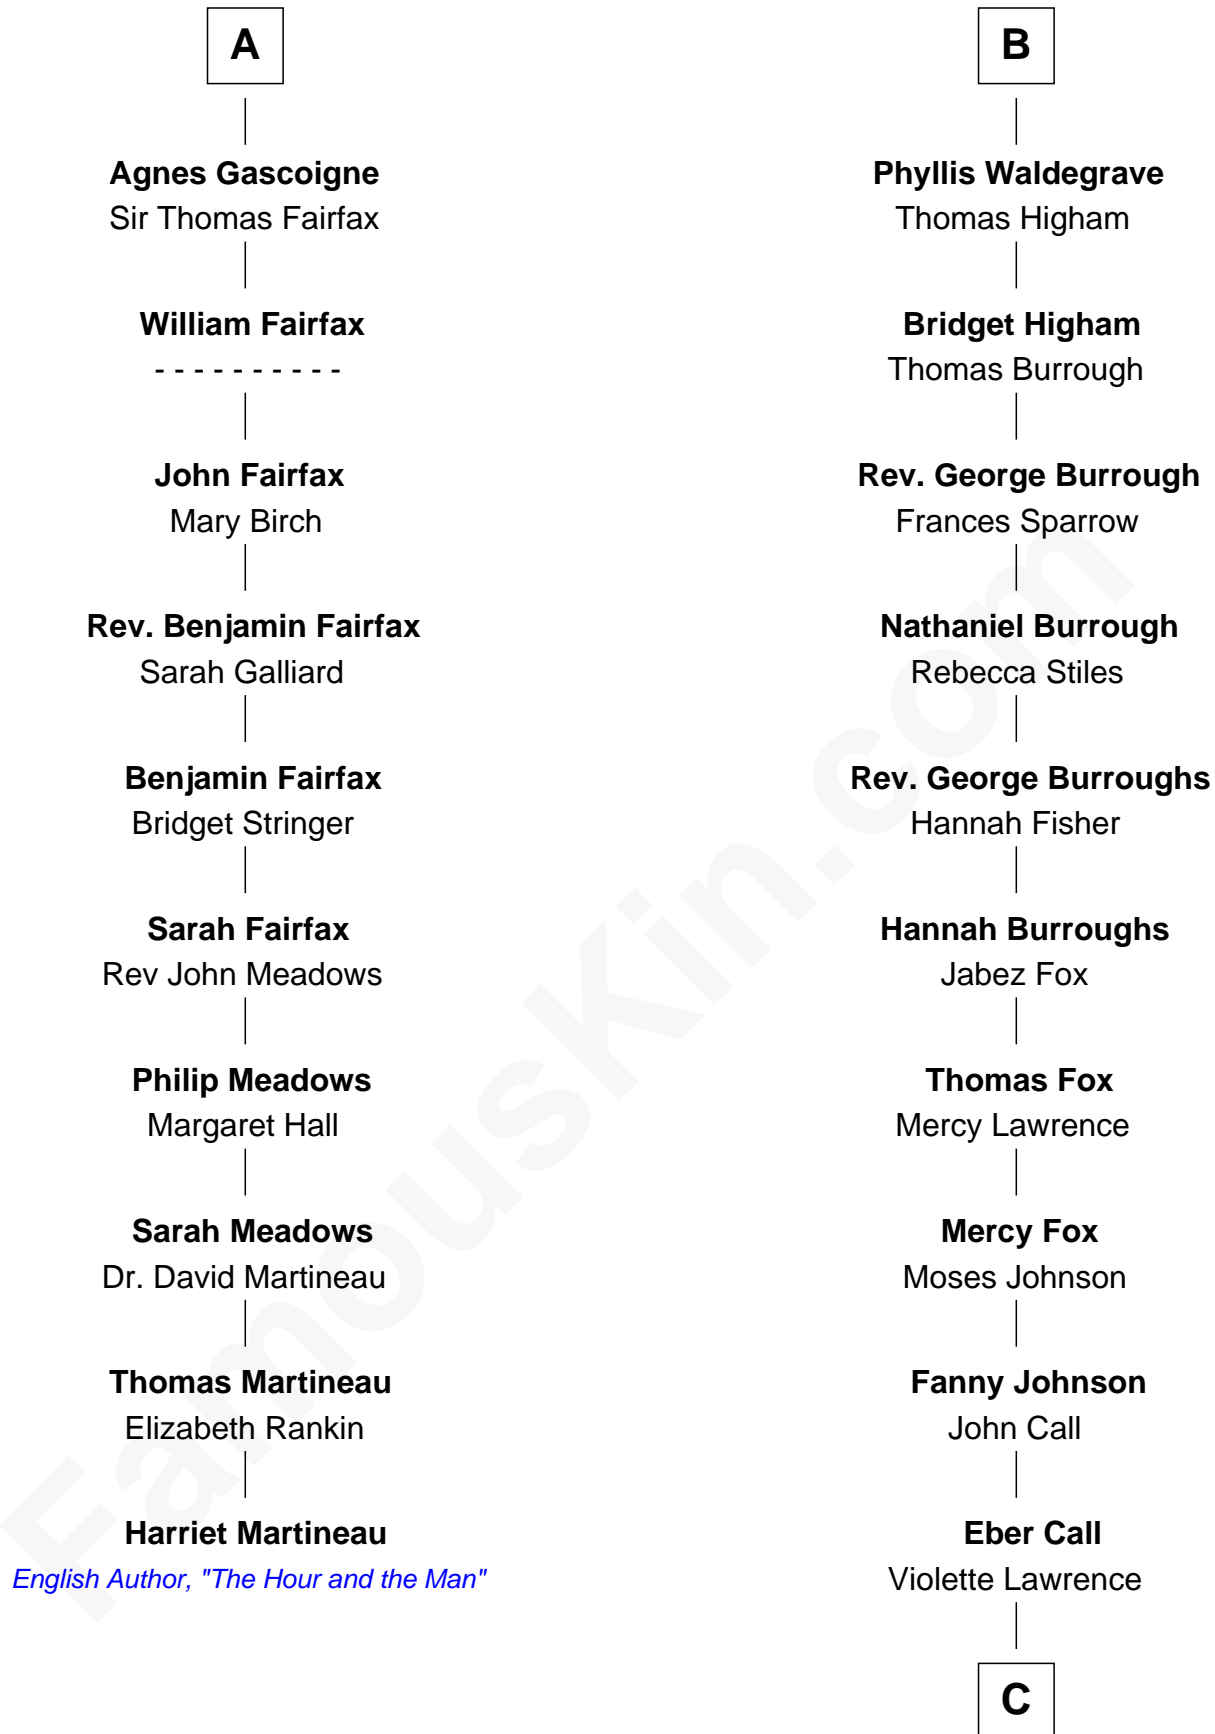 A
Agnes Gascoigne
Sir Thomas Fairfax
William Fairfax
- - - - - - - - - -
John Fairfax
Mary Birch
Rev. Benjamin Fairfax
Sarah Galliard
Benjamin Fairfax
Bridget Stringer
Sarah Fairfax
Rev John Meadows
Philip Meadows
Margaret Hall
Sarah Meadows
Dr. David Martineau
Thomas Martineau
Elizabeth Rankin
Harriet Martineau
English Author, "The Hour and the Man"
B
Phyllis Waldegrave
Thomas Higham
Bridget Higham
Thomas Burrough
Rev. George Burrough
Frances Sparrow
Nathaniel Burrough
Rebecca Stiles
Rev. George Burroughs
Hannah Fisher
Hannah Burroughs
Jabez Fox
Thomas Fox
Mercy Lawrence
Mercy Fox
Moses Johnson
Fanny Johnson
John Call
Eber Call
Violette Lawrence
C
FamousKin.com